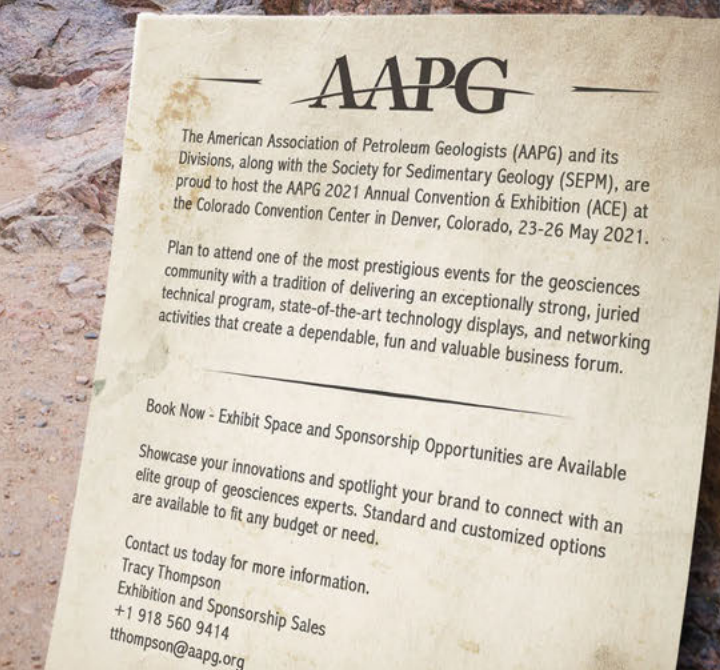 AAPG
The American Association of Petroleum Geologists (AAPG) and its
Divisions, along with the Society for Sedimentary Geology (SEPM), are
proud to host the AAPG 2021 Annual Convention & Exhibition (ACE) at
the Colorado Convention Center in Denver, Colorado, 23-26 May 2021.
Plan to attend one of the most prestigious events for the geosciences
community with a tradition of delivering an exceptionally strong, juried
technical program, state-of-the-art technology displays, and networking
activities that create a dependable, fun and valuable business forum.
Book Now - Exhibit Space and Sponsorship Opportunities are Available
Showcase your innovations and spotlight your brand to connect with an
elite group of geosciences experts. Standard and customized options
are available to fit any budget or need.
Contact us today for more information.
Tracy Thompson
Exhibition and Sponsorship Sales
+1 918 560 9414
tthompson@aapg.org